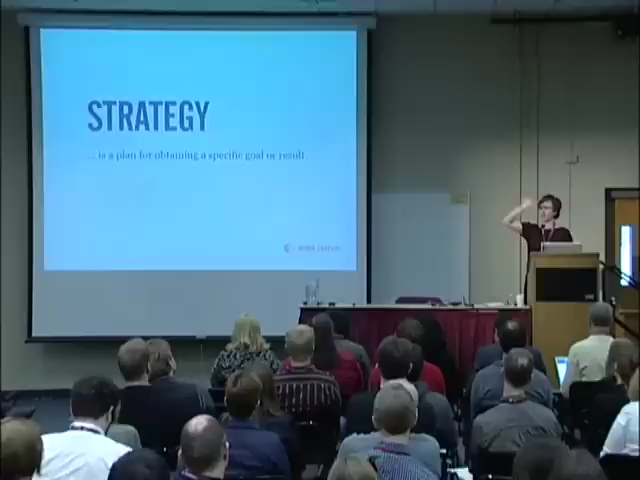 STRATEGY
... is a plan for obtaining a specific goal or result.